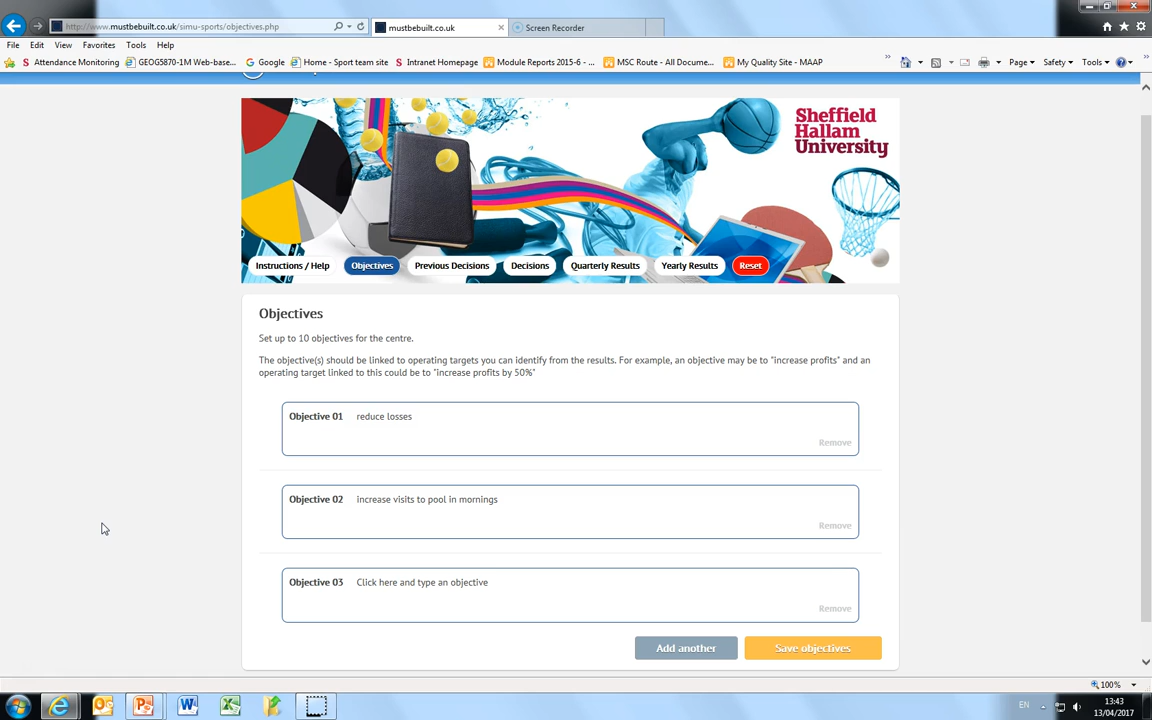 http://www.mustbebuilt.co.uk/simu-sports/objectives.php
mustbebuilt.co.uk
Screen Recorder
File Edit View Favorites Tools Help
Attendance Monitoring GEOG5870-1M Web-base... Google Home - Sport team site Intranet Homepage Module Reports 2015-6 - ... MSC Route - All Docume... My Quality Site - MAAP
Page Safety Tools
Sheffield
Hallam
University
Instructions / Help Objectives Previous Decisions Decisions Quarterly Results Yearly Results Reset
Objectives
Set up to 10 objectives for the centre.
The objective(s) should be linked to operating targets you can identify from the results. For example, an objective may be to "increase profits" and an
operating target linked to this could be to "increase profits by 50%"
Objective 01 reduce losses
Remove
Objective 02 increase visits to pool in mornings
Remove
Objective 03 Click here and type an objective
Remove
Add another Save objectives
100%
EN
13:43
13/04/2017